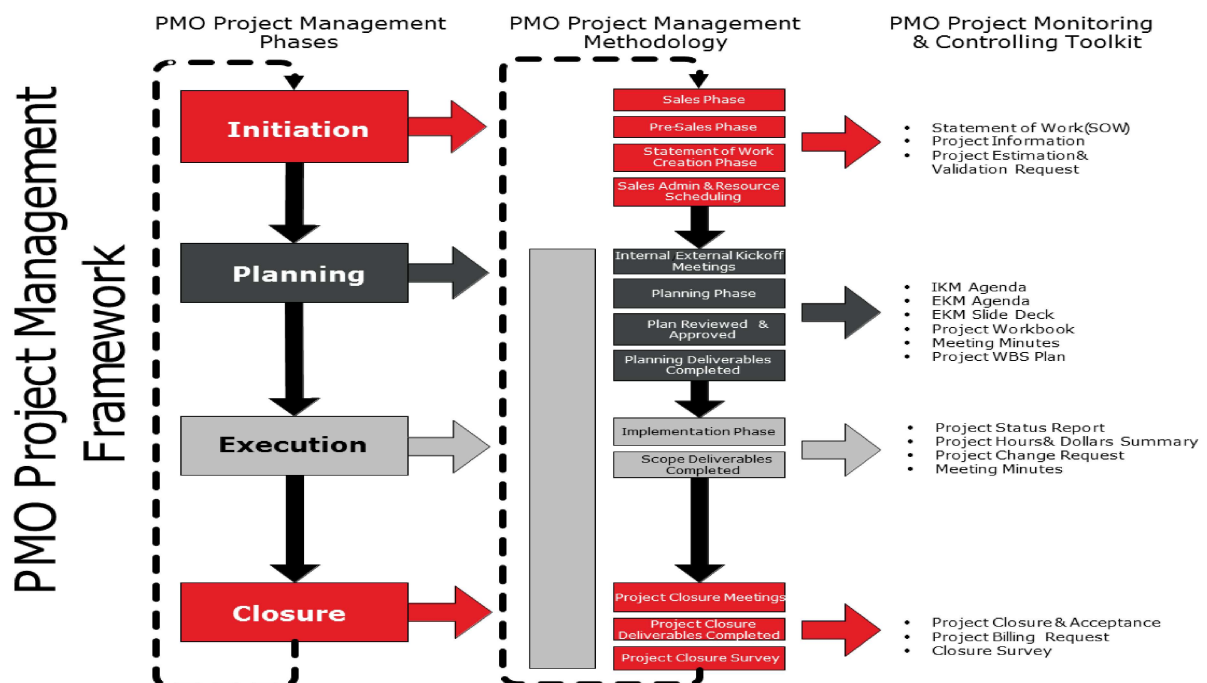 PMO Project Management
Framework
PMO Project Management
Phases
Initiation
Planning
Execution
Closure
PMO Project Management
Methodology
Sales Phase
Pre-Sales Phase
Statement of Work
Creation Phase
Sales Admin & Resource
Scheduling
Internal External Kickoff
Meetings
Planning Phase
Plan Reviewed &
Approved
Planning Deliverables
Completed
Implementation Phase
Scope Deliverables
Completed
Project Closure Meetings
Project Closure
Deliverables Completed
Project Closure Survey
PMO Project Monitoring
& Controlling Toolkit
• Statement of Work(SOW)
• Project Information
• Project Estimation&
Validation Request
• IKM Agenda
• EKM Agenda
• EKM Slide Deck
• Project Workbook
• Meeting Minutes
• Project WBS Plan
• Project Status Report
• Project Hours& Dollars Summary
• Project Change Request
• Meeting Minutes
• Project Closure & Acceptance
• Project Billing Request
• Closure Survey